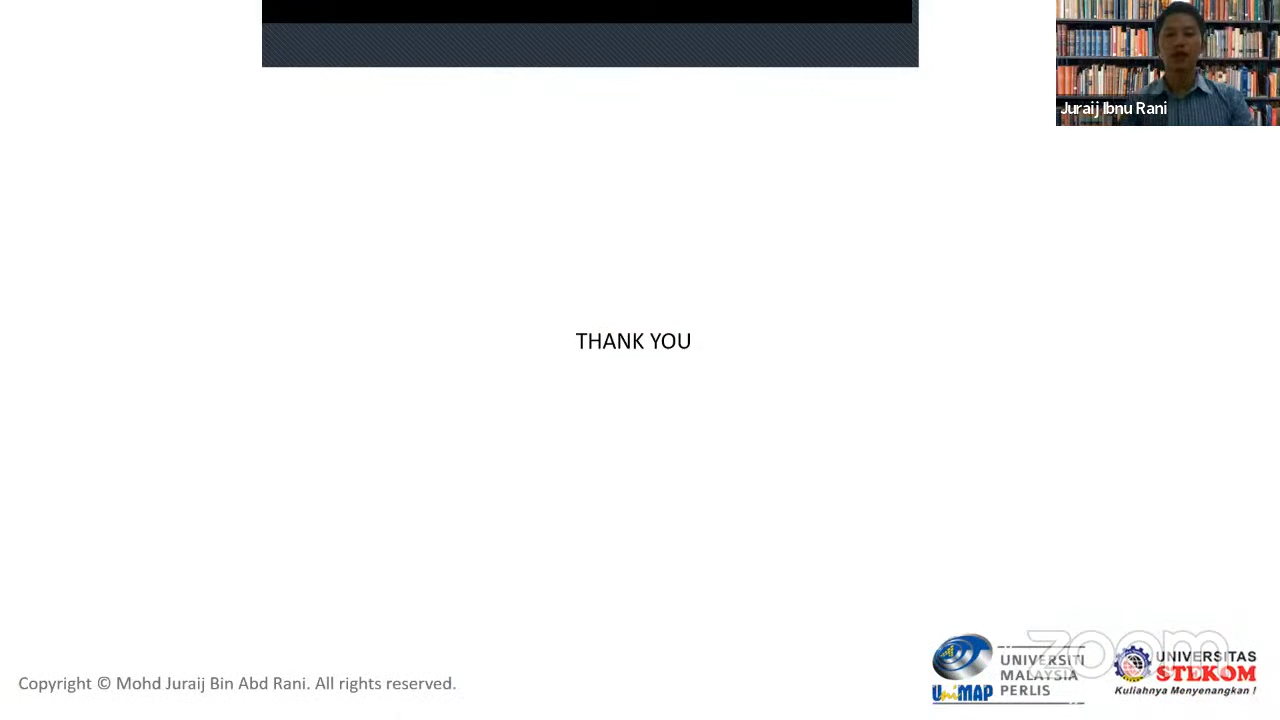 Juraij Ibnu Rani
THANK YOU
zoom
UniMAP
UNIVERSITI
MALAYSIA
PERLIS
UNIVERSITAS
STEKOM
Kuliahnya Menyenangkan !
Copyright © Mohd Juraij Bin Abd Rani. All rights reserved.